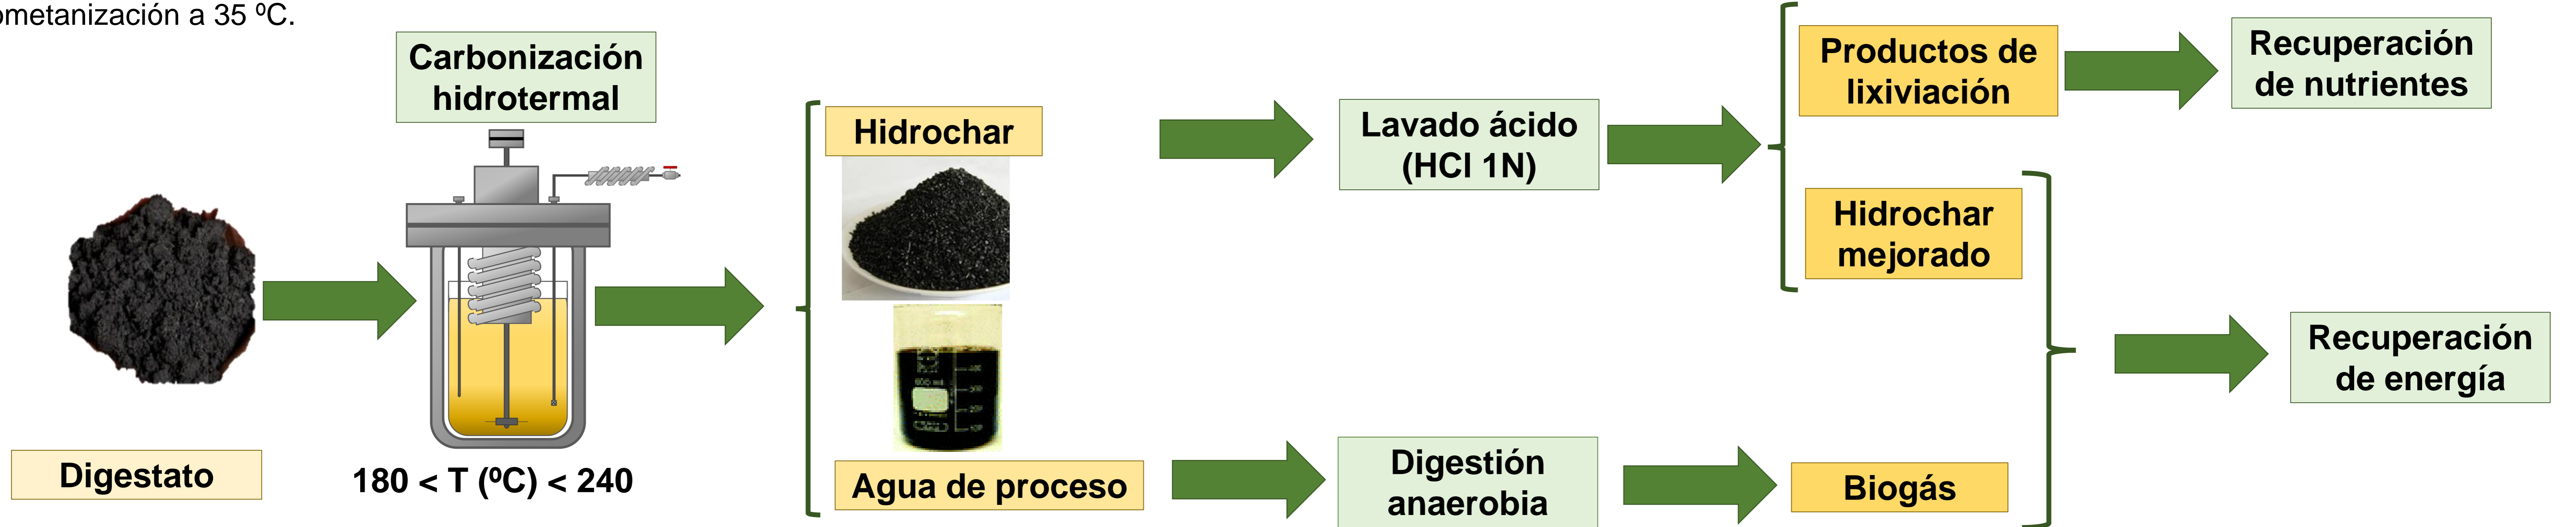 ometanización a 35 ºC.
Carbonización
hidrotermal
Digestato
180 < T (ºC) < 240
Hidrochar
Agua de proceso
Lavado ácido
(HCl 1N)
Digestión
anaerobia
Productos de
lixiviación
Hidrochar
mejorado
Biogás
Recuperación
de nutrientes
Recuperación
de energía